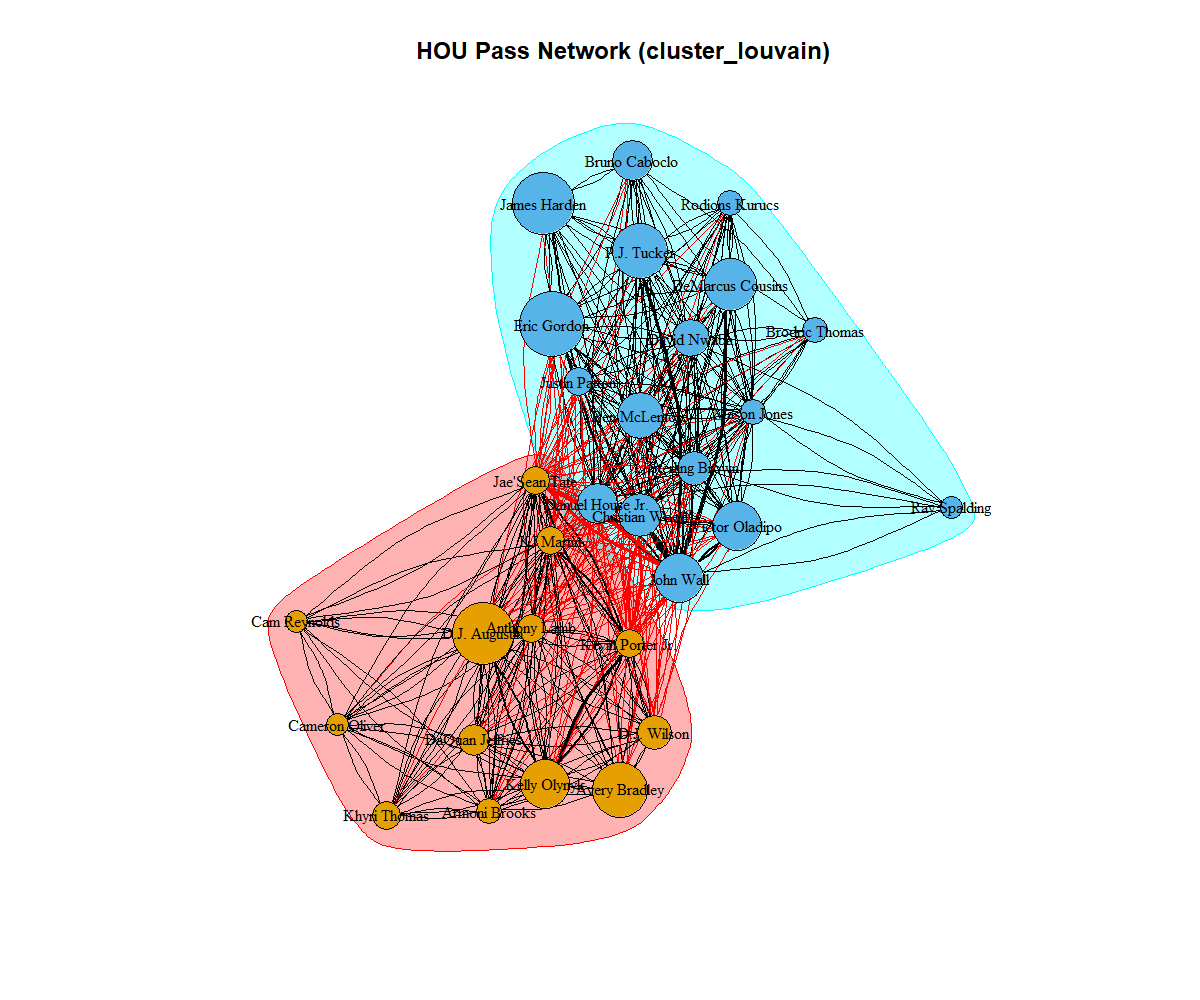 HOU Pass Network (cluster_louvain)
Bruno Caboclo
James Harden
Rodions Kurucs
P.J. Tucker
DeMarcus Cousins
Eric Gordon
Brodric Thomas
David Nwaba
Justin Patton
Ben McLemore
Mason Jones
Sterling Brown
Jae'Sean Tate
Danuel House Jr.
Ray Spalding
Christian Wood
Victor Oladipo
KJ Martin
John Wall
Cam Reynolds
Anthony Lamb
D.J. Augustin
Kevin Porter Jr.
Cameron Oliver
D.J. Wilson
DaQuan Jeffries
Kelly Olynyk
Avery Bradley
Armoni Brooks
Khyri Thomas